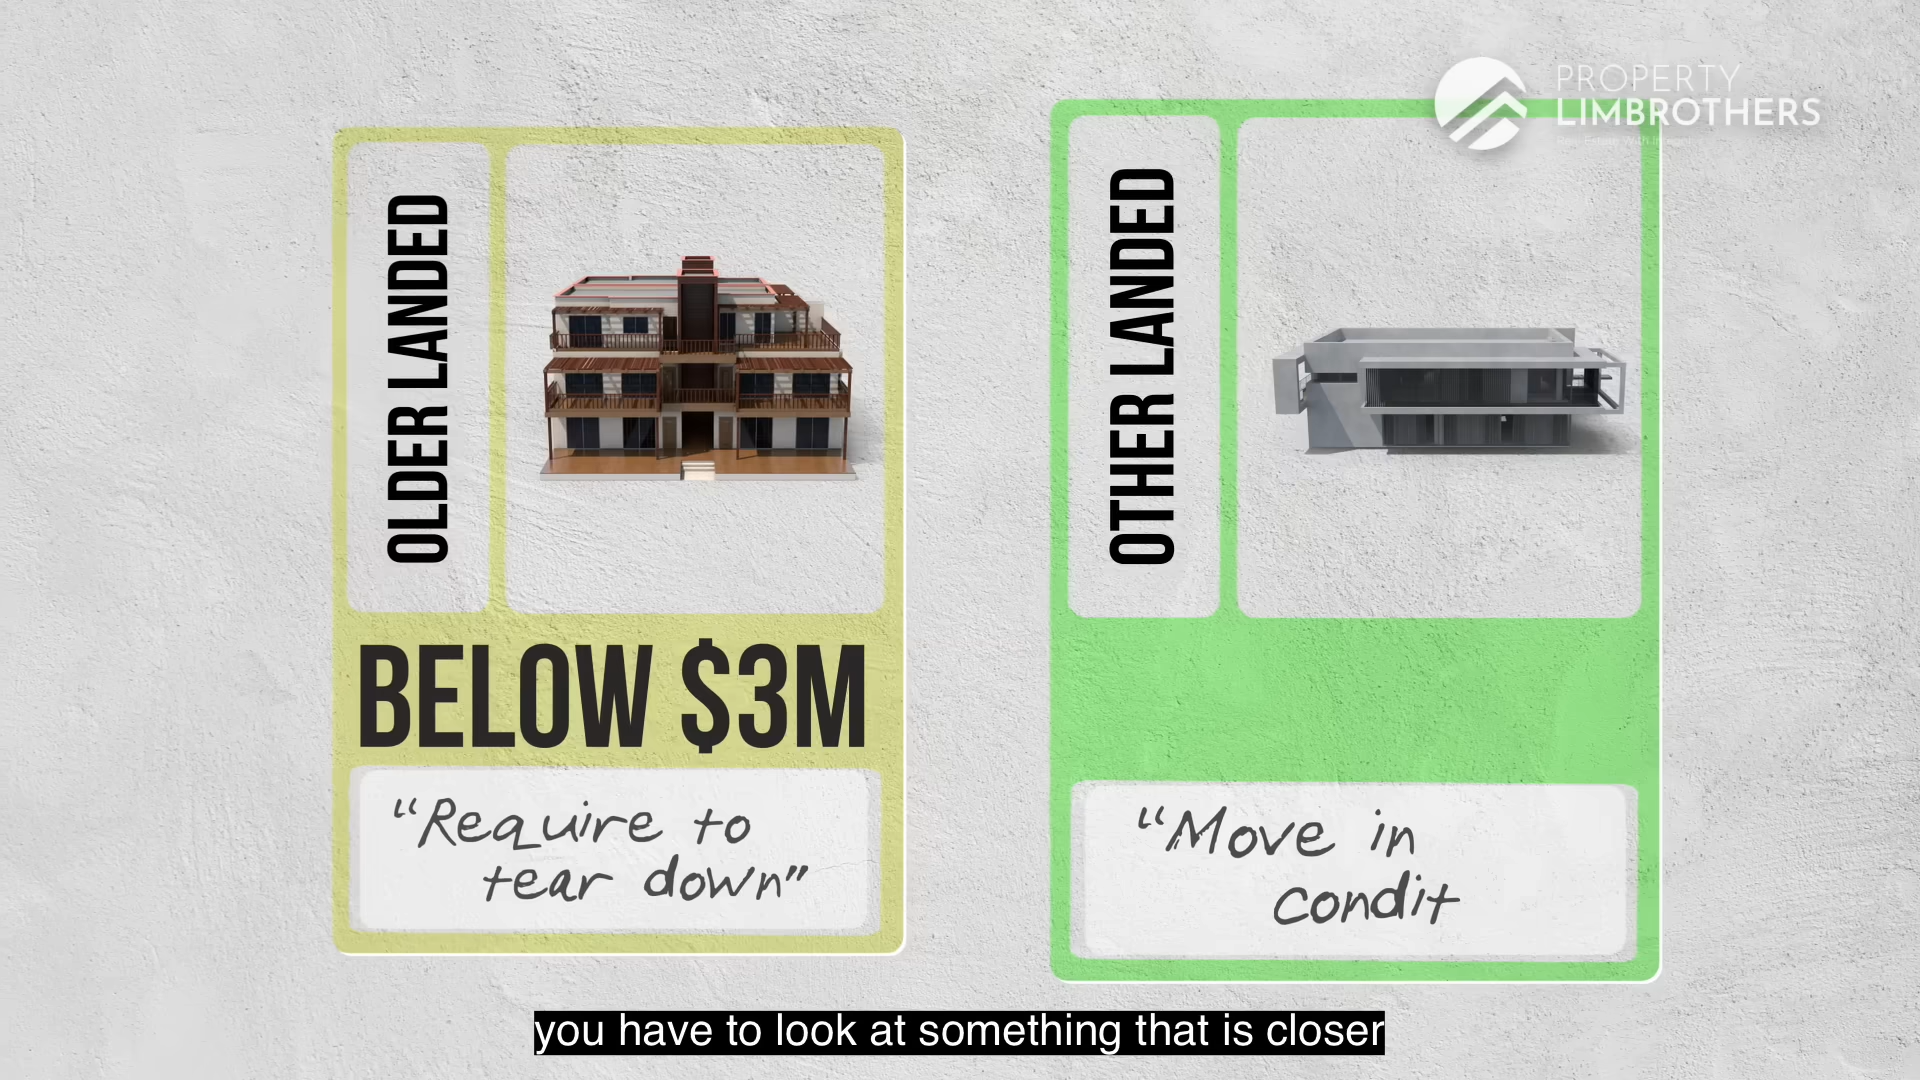 PROPERTY
LIMBROTHERS
OLDER LANDED
BELOW $3M
“Require to
tear down”
OTHER LANDED
“Move in
condit
you have to look at something that is closer